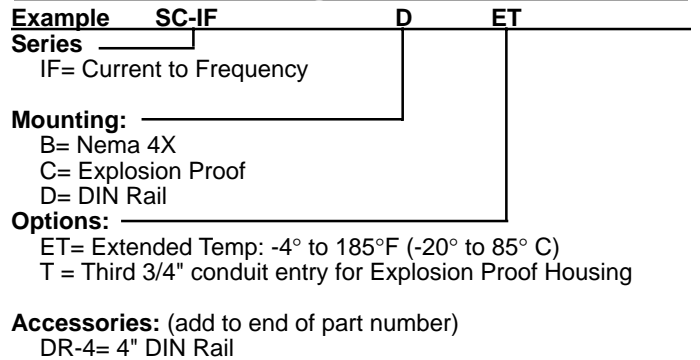 Example SC-IF D ET
Series
IF= Current to Frequency
Mounting:
B= Nema 4X
C= Explosion Proof
D= DIN Rail
Options:
ET= Extended Temp: -4° to 185°F (-20° to 85° C)
T = Third 3/4" conduit entry for Explosion Proof Housing
Accessories: (add to end of part number)
DR-4= 4" DIN Rail